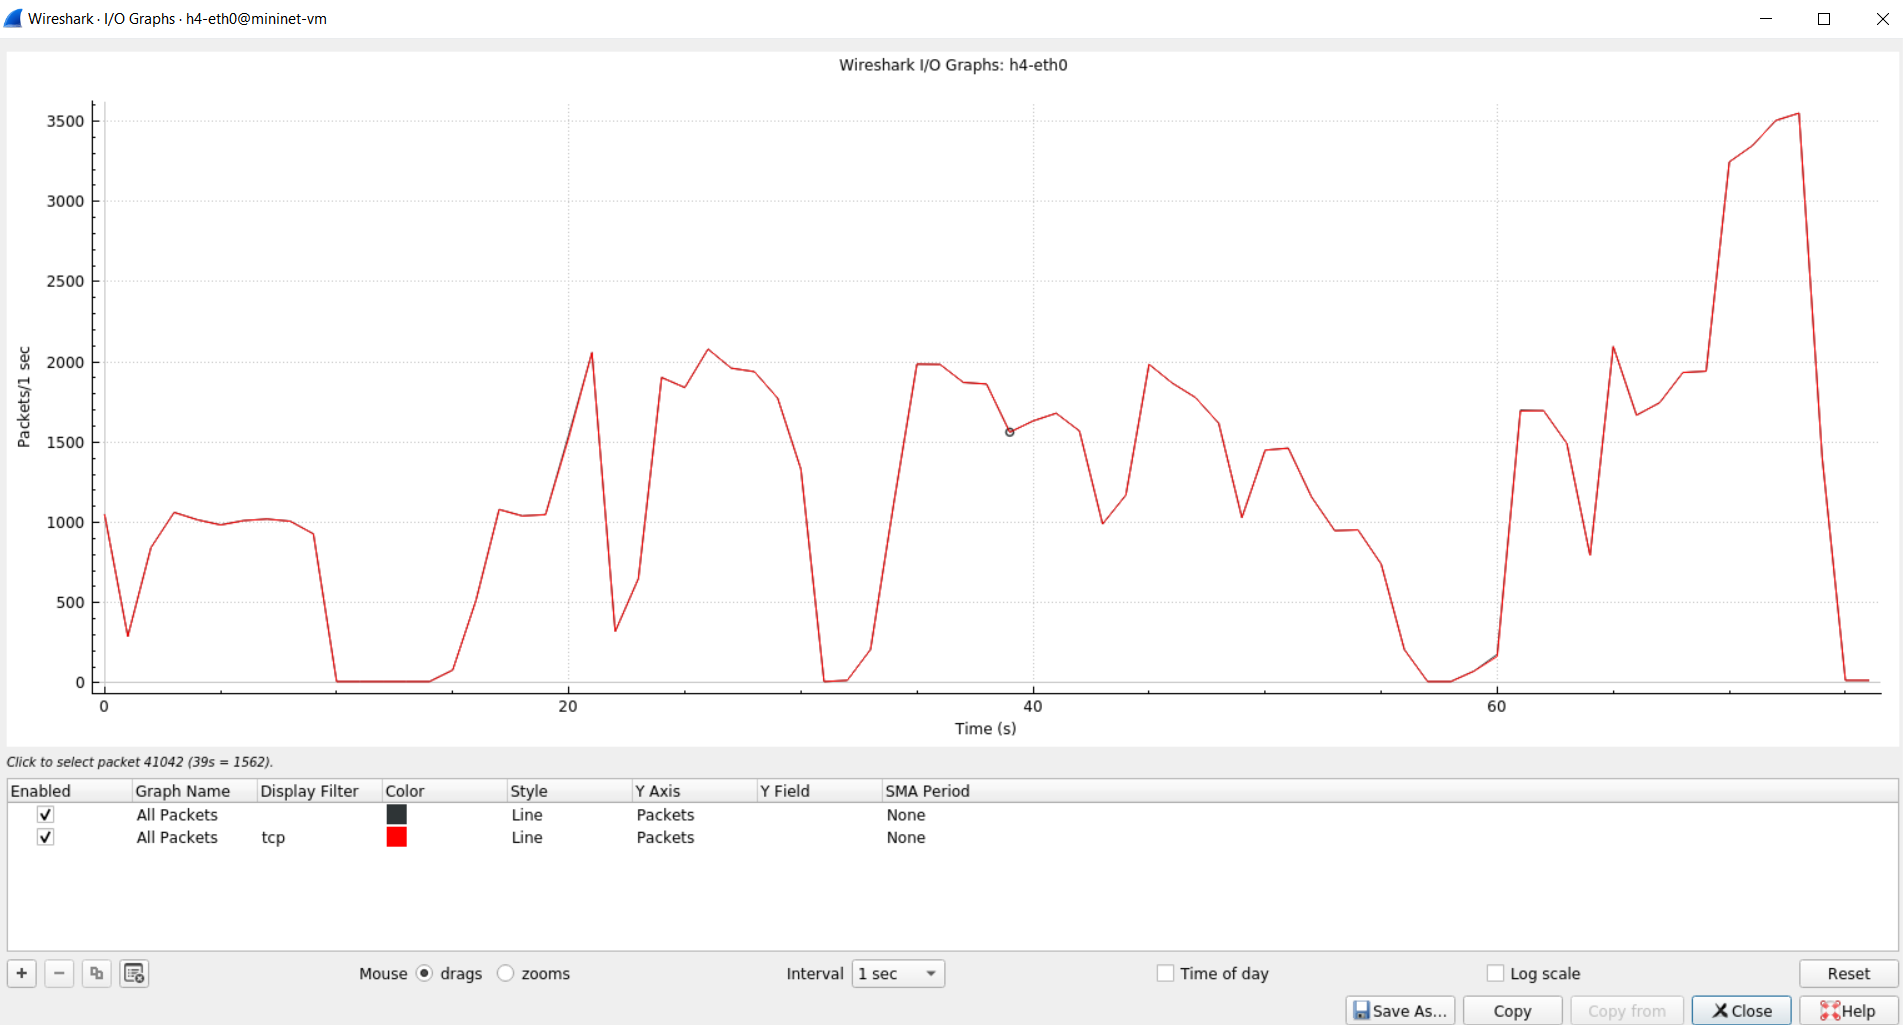 Wireshark · I/O Graphs · h4-eth0@mininet-vm
Wireshark I/O Graphs: h4-eth0
3500
3000
2500
2000
1500
1000
500
0
Packets/1 sec
0 20 40 60
Time (s)
Click to select packet 41042 (39s = 1562).
Enabled Graph Name Display Filter Color Style Y Axis Y Field SMA Period
All Packets Line Packets None
All Packets tcp Line Packets None
Mouse drags zooms Interval 1 sec Time of day Log scale Reset
Save As... Copy Copy from Close Help